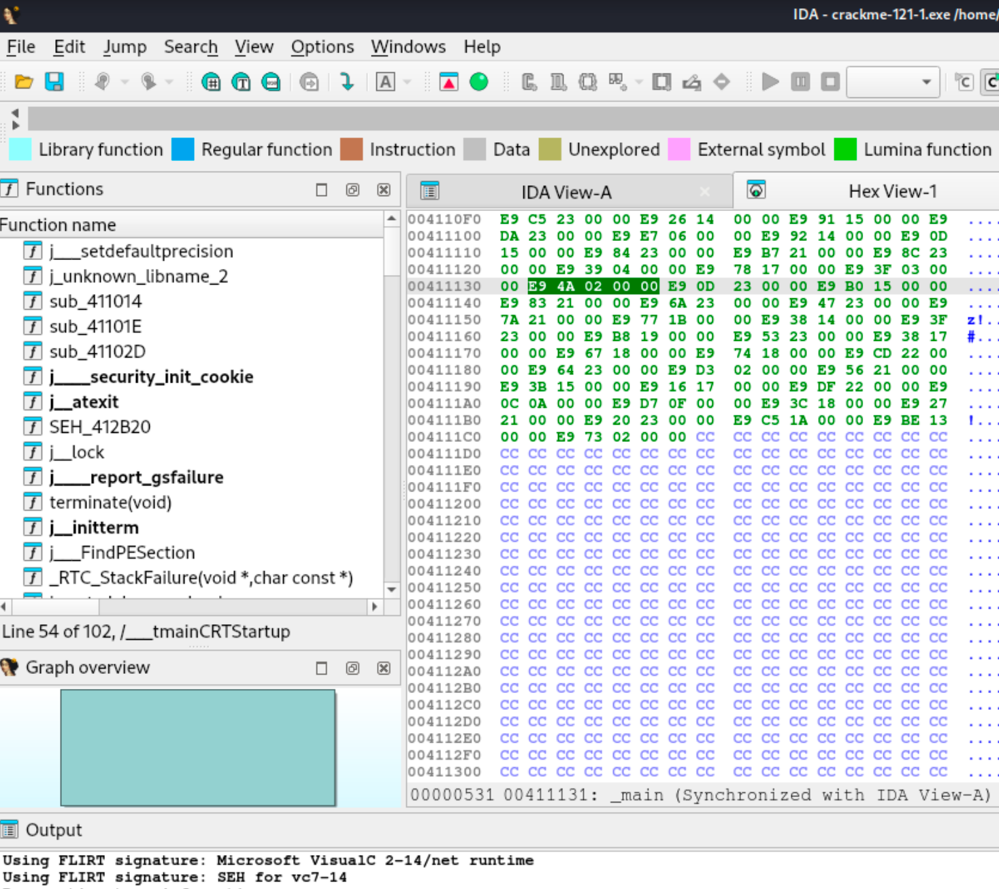 IDA - crackme-121-1.exe /home/
File Edit Jump Search View Options Windows Help
Library function Regular function Instruction Data Unexplored External symbol Lumina function
Functions
Function name
j___setdefaultprecision
j_unknown_libname_2
sub_411014
sub_41101E
sub_41102D
j____security_init_cookie
j__atexit
SEH_412B20
j__lock
j____report_gsfailure
terminate(void)
j__initterm
j___FindPESection
_RTC_StackFailure(void *,char const *)
Line 54 of 102, /___tmainCRTStartup
Graph overview
IDA View-A
Hex View-1
004110F0 E9 C5 23 00 00 E9 26 14 00 00 E9 91 15 00 00 E9 ....
00411100 DA 23 00 00 E9 E7 06 00 00 E9 92 14 00 00 E9 0D ....
00411110 15 00 00 E9 84 23 00 00 E9 B7 21 00 00 E9 8C 23 ....
00411120 00 00 E9 39 04 00 00 E9 78 17 00 00 E9 3F 03 00 ....
00411130 00 E9 4A 02 00 00 E9 0D 23 00 00 E9 B0 15 00 00 ....
00411140 E9 83 21 00 00 E9 6A 23 00 00 E9 47 23 00 00 E9 ....
00411150 7A 21 00 00 E9 77 1B 00 00 E9 38 14 00 00 E9 3F z!..
00411160 23 00 00 E9 B8 19 00 00 E9 53 23 00 00 E9 38 17 #...
00411170 00 00 E9 67 18 00 00 E9 74 18 00 00 E9 CD 22 00 ....
00411180 00 E9 64 23 00 00 E9 D3 02 00 00 E9 56 21 00 00 ....
00411190 E9 3B 15 00 00 E9 16 17 00 00 E9 DF 22 00 00 E9 ....
004111A0 0C 0A 00 00 E9 D7 0F 00 00 E9 3C 18 00 00 E9 27 ....
004111B0 21 00 00 E9 20 23 00 00 E9 C5 1A 00 00 E9 BE 13 !...
004111C0 00 00 E9 73 02 00 00 CC CC CC CC CC CC CC CC CC ....
004111D0 CC CC CC CC CC CC CC CC CC CC CC CC CC CC CC CC ....
004111E0 CC CC CC CC CC CC CC CC CC CC CC CC CC CC CC CC ....
004111F0 CC CC CC CC CC CC CC CC CC CC CC CC CC CC CC CC ....
00411200 CC CC CC CC CC CC CC CC CC CC CC CC CC CC CC CC ....
00411210 CC CC CC CC CC CC CC CC CC CC CC CC CC CC CC CC ....
00411220 CC CC CC CC CC CC CC CC CC CC CC CC CC CC CC CC ....
00411230 CC CC CC CC CC CC CC CC CC CC CC CC CC CC CC CC ....
00411240 CC CC CC CC CC CC CC CC CC CC CC CC CC CC CC CC ....
00411250 CC CC CC CC CC CC CC CC CC CC CC CC CC CC CC CC ....
00411260 CC CC CC CC CC CC CC CC CC CC CC CC CC CC CC CC ....
00411270 CC CC CC CC CC CC CC CC CC CC CC CC CC CC CC CC ....
00411280 CC CC CC CC CC CC CC CC CC CC CC CC CC CC CC CC ....
00411290 CC CC CC CC CC CC CC CC CC CC CC CC CC CC CC CC ....
004112A0 CC CC CC CC CC CC CC CC CC CC CC CC CC CC CC CC ....
004112B0 CC CC CC CC CC CC CC CC CC CC CC CC CC CC CC CC ....
004112C0 CC CC CC CC CC CC CC CC CC CC CC CC CC CC CC CC ....
004112D0 CC CC CC CC CC CC CC CC CC CC CC CC CC CC CC CC ....
004112E0 CC CC CC CC CC CC CC CC CC CC CC CC CC CC CC CC ....
004112F0 CC CC CC CC CC CC CC CC CC CC CC CC CC CC CC CC ....
00411300 CC CC CC CC CC CC CC CC CC CC CC CC CC CC CC CC ....
00000531 00411131: _main (Synchronized with IDA View-A)
Output
Using FLIRT signature: Microsoft VisualC 2-14/net runtime
Using FLIRT signature: SEH for vc7-14